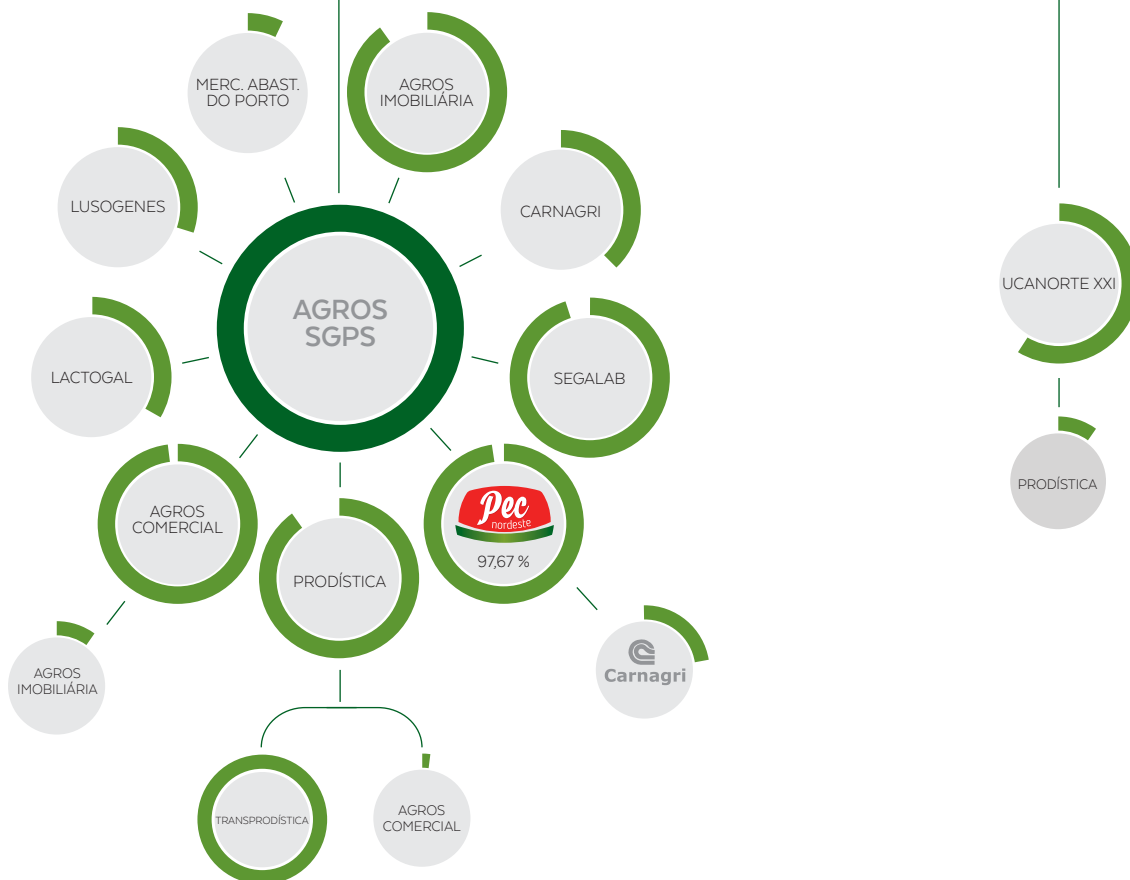 MERC. ABAST.
DO PORTO
AGROS
IMOBILIÁRIA
LUSOGENES
CARNAGRI
AGROS
SGPS
UCANORTE XXI
LACTOGAL
SEGALAB
AGROS
COMERCIAL
Pec
nordeste
97,67 %
PRODÍSTICA
PRODÍSTICA
AGROS
IMOBILIÁRIA
Carnagri
TRANSPRODÍSTICA
AGROS
COMERCIAL